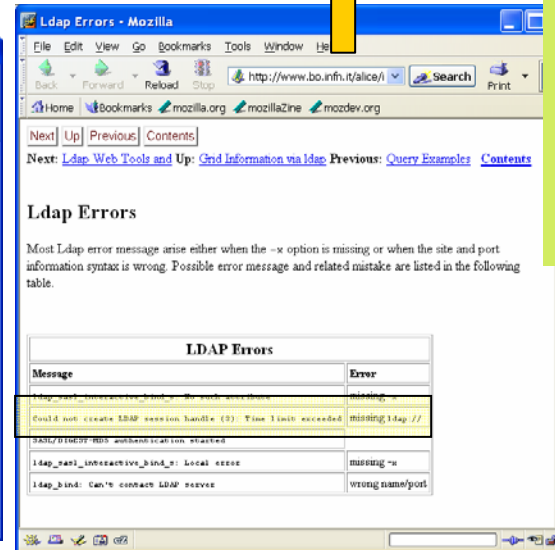 Ldap Errors - Mozilla
File Edit View Go Bookmarks Tools Window He
Back Forward Reload Stop http://www.bo.infn.it/alice/i Search Print
Home Bookmarks mozilla.org mozillaZine mozdev.org
Next Up Previous Contents
Next: Ldap Web Tools and Up: Grid Information via ldap Previous: Query Examples Contents
Ldap Errors
Most Ldap error message arise either when the -x option is missing or when the site and port
information syntax is wrong. Possible error message and related mistake are listed in the following
table.
LDAP Errors
Message Error
ldap_sasl_interactive_bind_s: No such attribute missing -x
Could not create LDAP session handle (3): Time limit exceeded missing ldap://
SASL/DIGEST-MD5 authentication started
ldap_sasl_interactive_bind_s: Local error missing -x
ldap_bind: Can't contact LDAP server wrong name/port